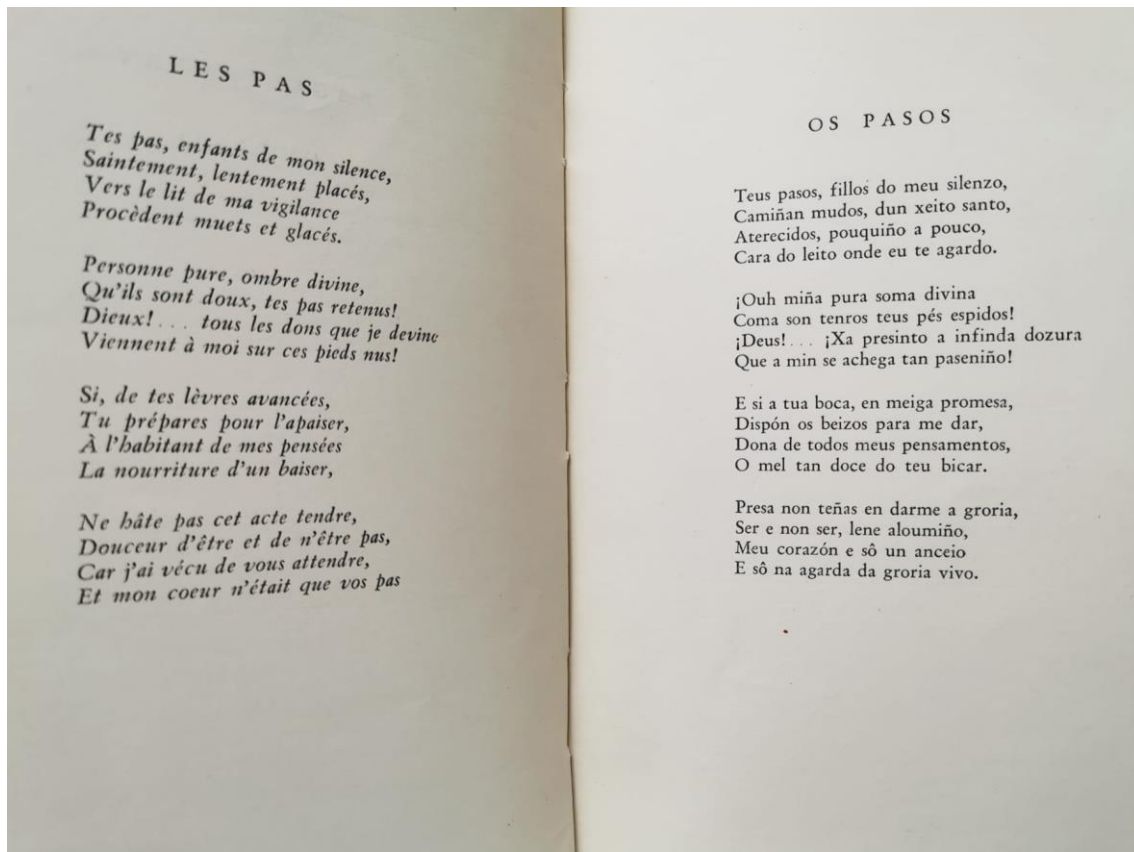 LES PAS
Tes pas, enfants de mon silence,
Saintement, lentement placés,
Vers le lit de ma vigilance
Procèdent muets et glacés.
Personne pure, ombre divine,
Qu'ils sont doux, tes pas retenus!
Dieux!... tous les dons que je devine
Viennent à moi sur ces pieds nus!
Si, de tes lèvres avancées,
Tu prépares pour l'apaiser,
À l'habitant de mes pensées
La nourriture d'un baiser,
Ne hâte pas cet acte tendre,
Douceur d'être et de n'être pas,
Car j'ai vécu de vous attendre,
Et mon coeur n'était que vos pas
OS PASOS
Teus pasos, fillos do meu silenzo,
Camiñan mudos, dun xeito santo,
Aterecidos, pouquiño a pouco,
Cara do leito onde eu te agardo.
¡Ouh miña pura soma divina
Coma son tenros teus pés espidos!
¡Deus!... ¡Xa presinto a infinda dozura
Que a min se achega tan paseniño!
E si a tua boca, en meiga promesa,
Dispón os beizos para me dar,
Dona de todos meus pensamentos,
O mel tan doce do teu bicar.
Presa non teñas en darme a groria,
Ser e non ser, lene aloumiño,
Meu corazón e sô un anceio
E sô na agarda da groria vivo.